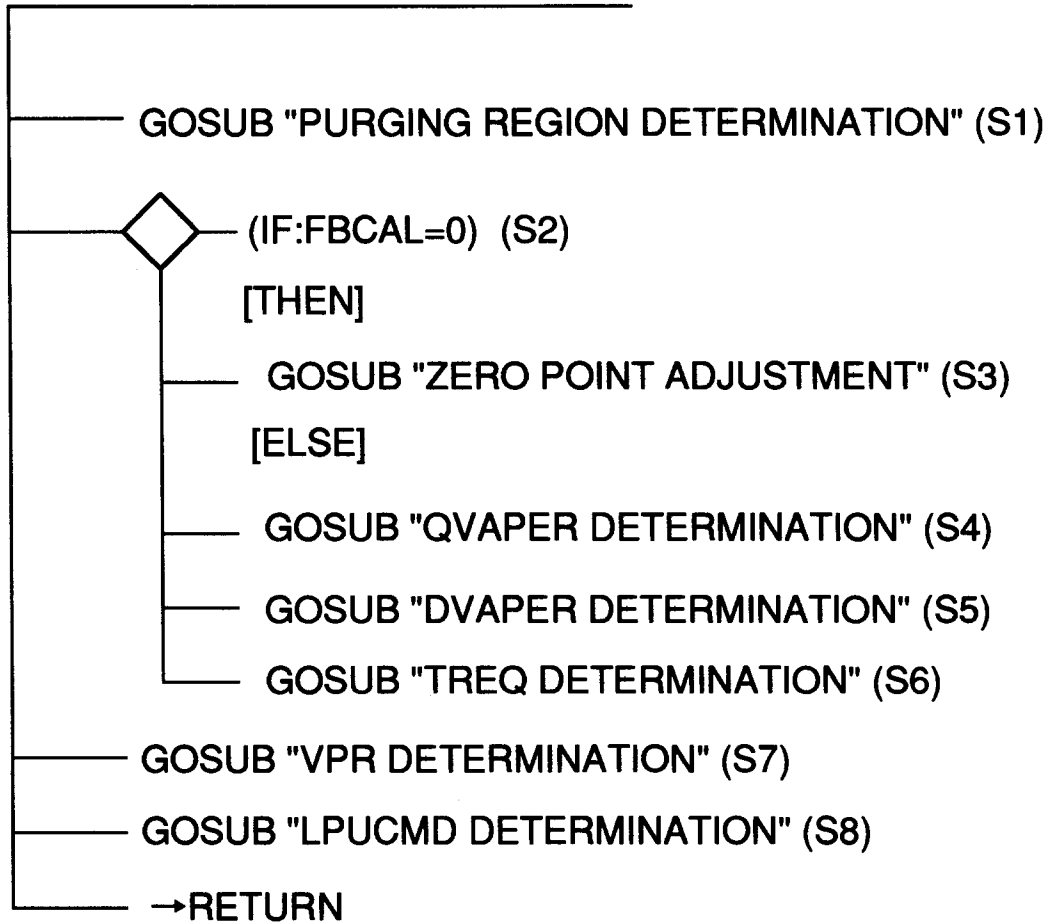 GOSUB "PURGING REGION DETERMINATION" (S1)
(IF:FBCAL=0) (S2)
[THEN]
GOSUB "ZERO POINT ADJUSTMENT" (S3)
[ELSE]
GOSUB "QVAPER DETERMINATION" (S4)
GOSUB "DVAPER DETERMINATION" (S5)
GOSUB "TREQ DETERMINATION" (S6)
GOSUB "VPR DETERMINATION" (S7)
GOSUB "LPUCMD DETERMINATION" (S8)
→RETURN